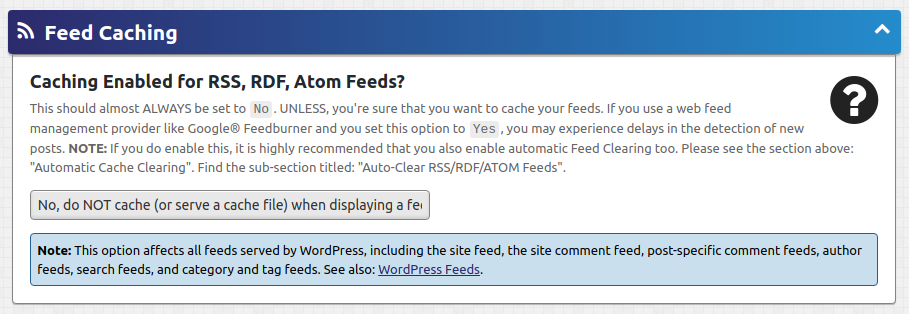 Feed Caching
Caching Enabled for RSS, RDF, Atom Feeds?
This should almost ALWAYS be set to No. UNLESS, you're sure that you want to cache your feeds. If you use a web feed
management provider like Google® Feedburner and you set this option to Yes, you may experience delays in the detection of new
posts. NOTE: If you do enable this, it is highly recommended that you also enable automatic Feed Clearing too. Please see the section above:
"Automatic Cache Clearing". Find the sub-section titled: "Auto-Clear RSS/RDF/ATOM Feeds".
?
No, do NOT cache (or serve a cache file) when displaying a fee
Note: This option affects all feeds served by WordPress, including the site feed, the site comment feed, post-specific comment feeds, author
feeds, search feeds, and category and tag feeds. See also: WordPress Feeds.